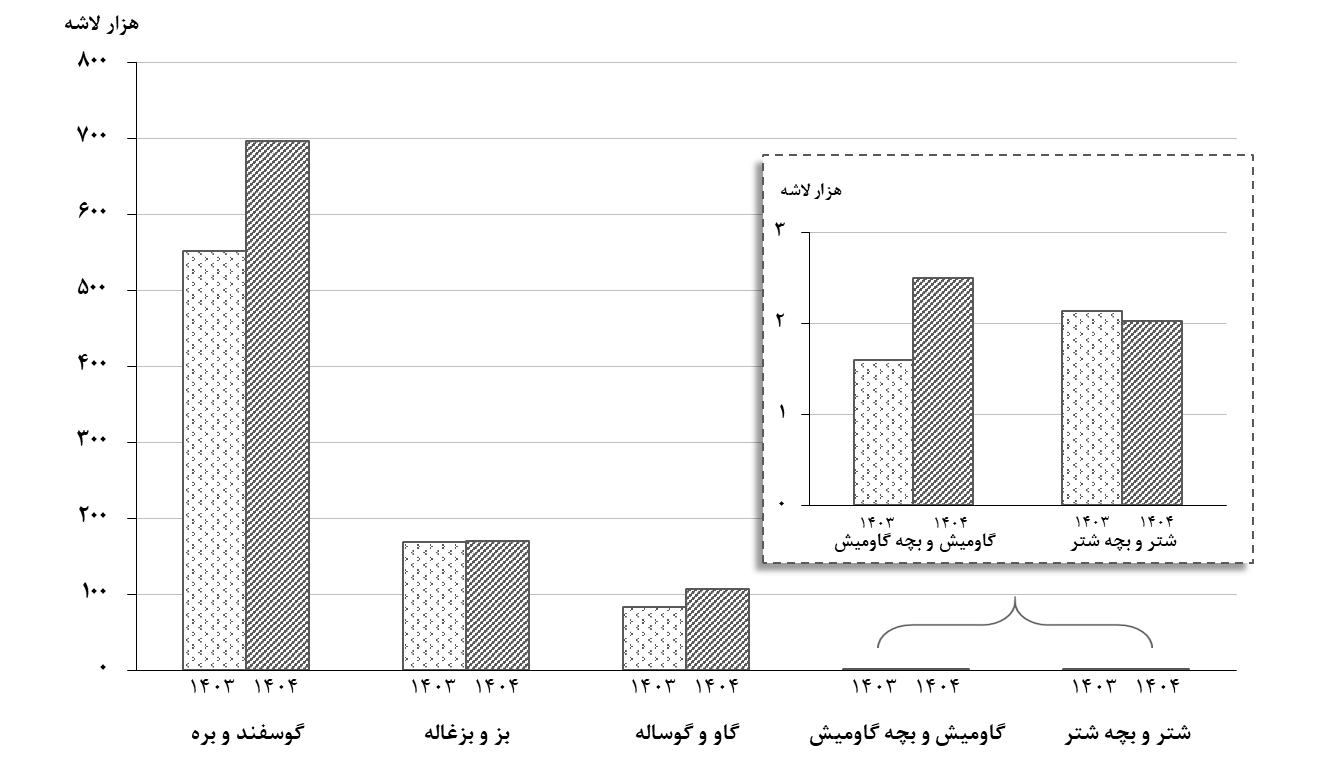 هزار لاشه
۸۰۰
۷۰۰
۶۰۰
۵۰۰
۴۰۰
۳۰۰
۲۰۰
۱۰۰
۰
هزار لاشه
۳
۲
۱
۰
۱۴۰۳ ۱۴۰۴ ۱۴۰۳ ۱۴۰۴
گاومیش و بچه گاومیش شتر و بچه شتر
۱۴۰۳ ۱۴۰۴ ۱۴۰۳ ۱۴۰۴ ۱۴۰۳ ۱۴۰۴ ۱۴۰۳ ۱۴۰۴ ۱۴۰۳ ۱۴۰۴
گوسفند و بره بز و بزغاله گاو و گوساله گاومیش و بچه گاومیش شتر و بچه شتر